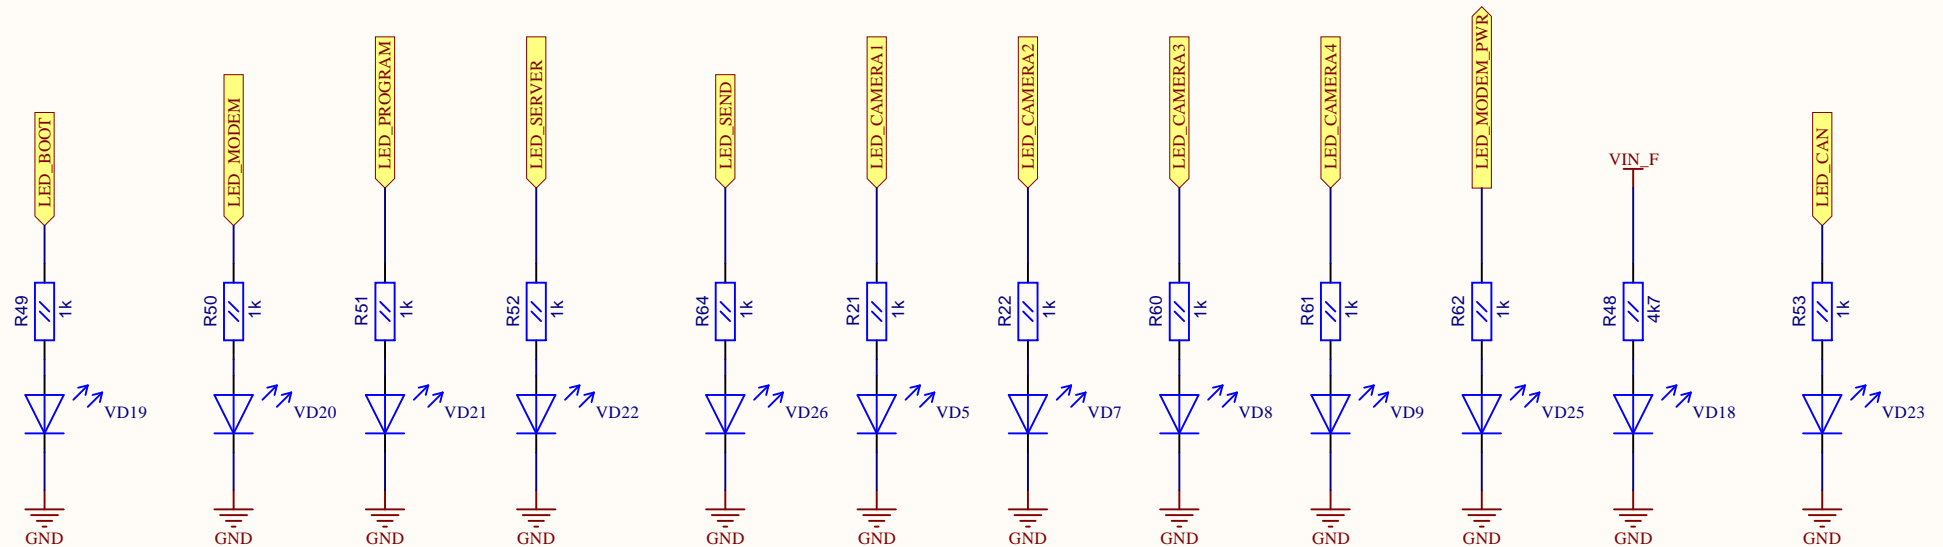 LED_BOOT
LED_MODEM
LED_PROGRAM
LED_SERVER
LED_SEND
LED_CAMERA1
LED_CAMERA2
LED_CAMERA3
LED_CAMERA4
LED_MODEM_PWR
VIN_F
LED_CAN
R49 1k
R50 1k
R51 1k
R52 1k
R64 1k
R21 1k
R22 1k
R60 1k
R61 1k
R62 1k
R48 4k7
R53 1k
VD19
VD20
VD21
VD22
VD26
VD5
VD7
VD8
VD9
VD25
VD18
VD23
GND
GND
GND
GND
GND
GND
GND
GND
GND
GND
GND
GND